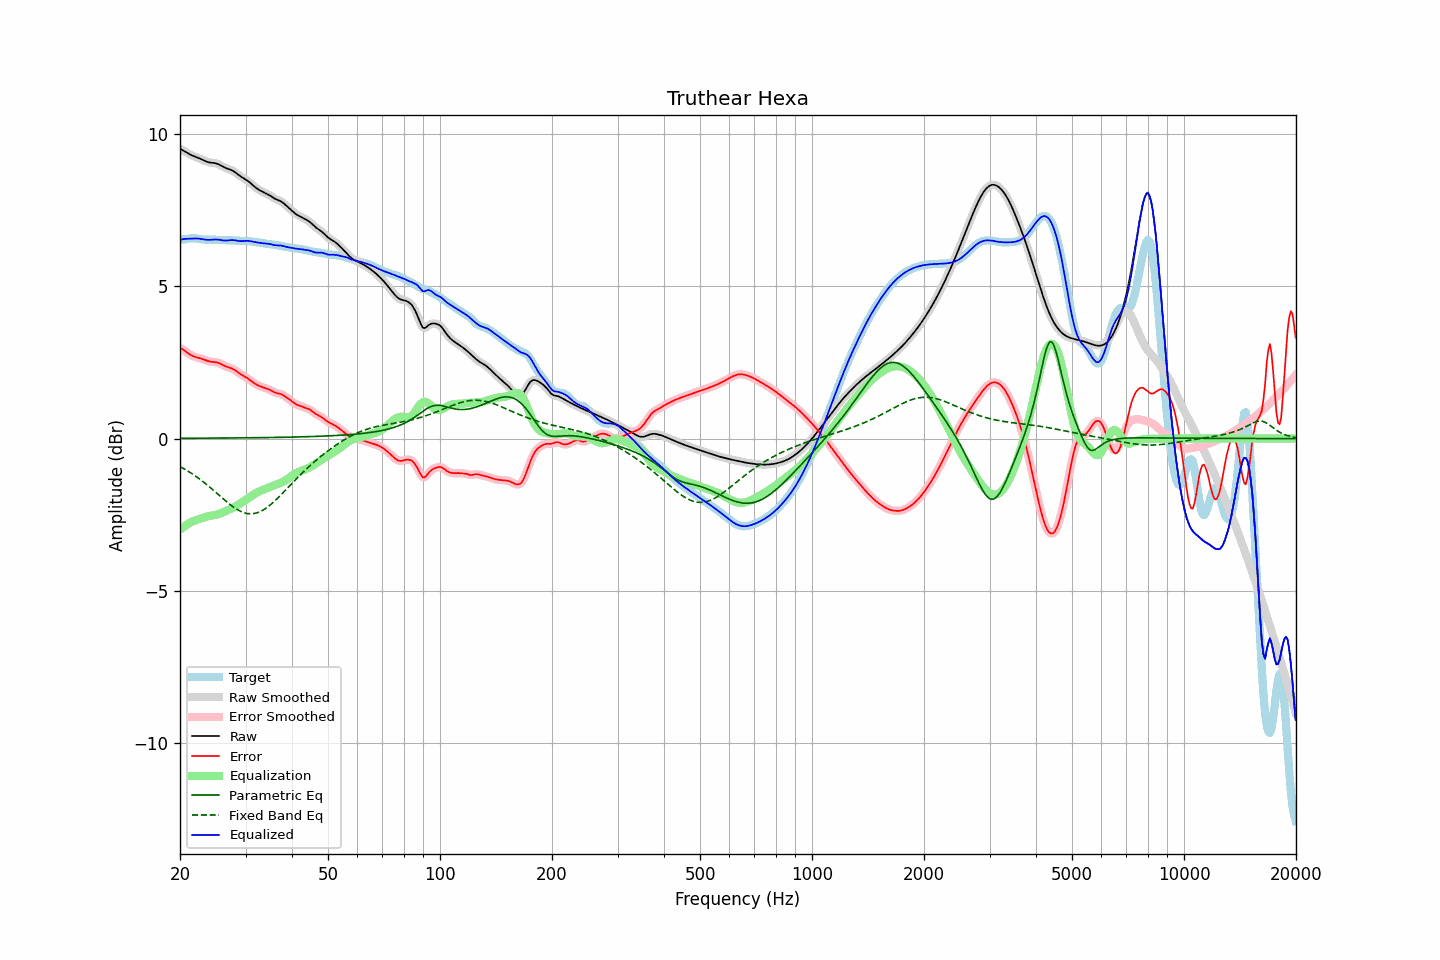 Truthear Hexa
Amplitude (dBr)
10
5
0
−5
−10
Target
Raw Smoothed
Error Smoothed
Raw
Error
Equalization
Parametric Eq
Fixed Band Eq
Equalized
20 50 100 200 500 1000 2000 5000 10000 20000
Frequency (Hz)